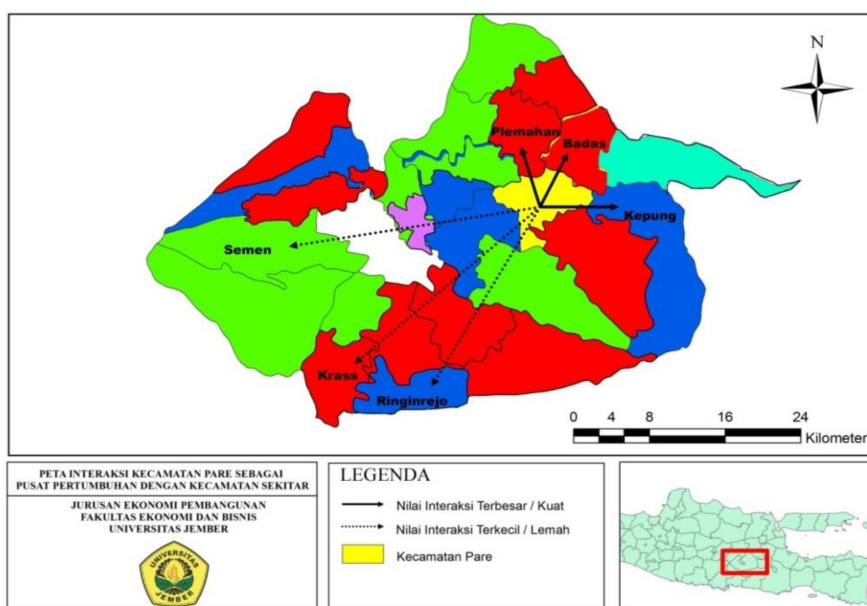 N
Plemahan
Badas
Kepung
Semen
Krass
Ringinrejo
0 4 8 16 24
Kilometer
PETA INTERAKSI KECAMATAN PARE SEBAGAI
PUSAT PERTUMBUHAN DENGAN KECAMATAN SEKITAR
JURUSAN EKONOMI PEMBANGUNAN
FAKULTAS EKONOMI DAN BISNIS
UNIVERSITAS JEMBER
UNIVERSITAS
JEMBER
LEGENDA
Nilai Interaksi Terbesar / Kuat
Nilai Interaksi Terkecil / Lemah
Kecamatan Pare